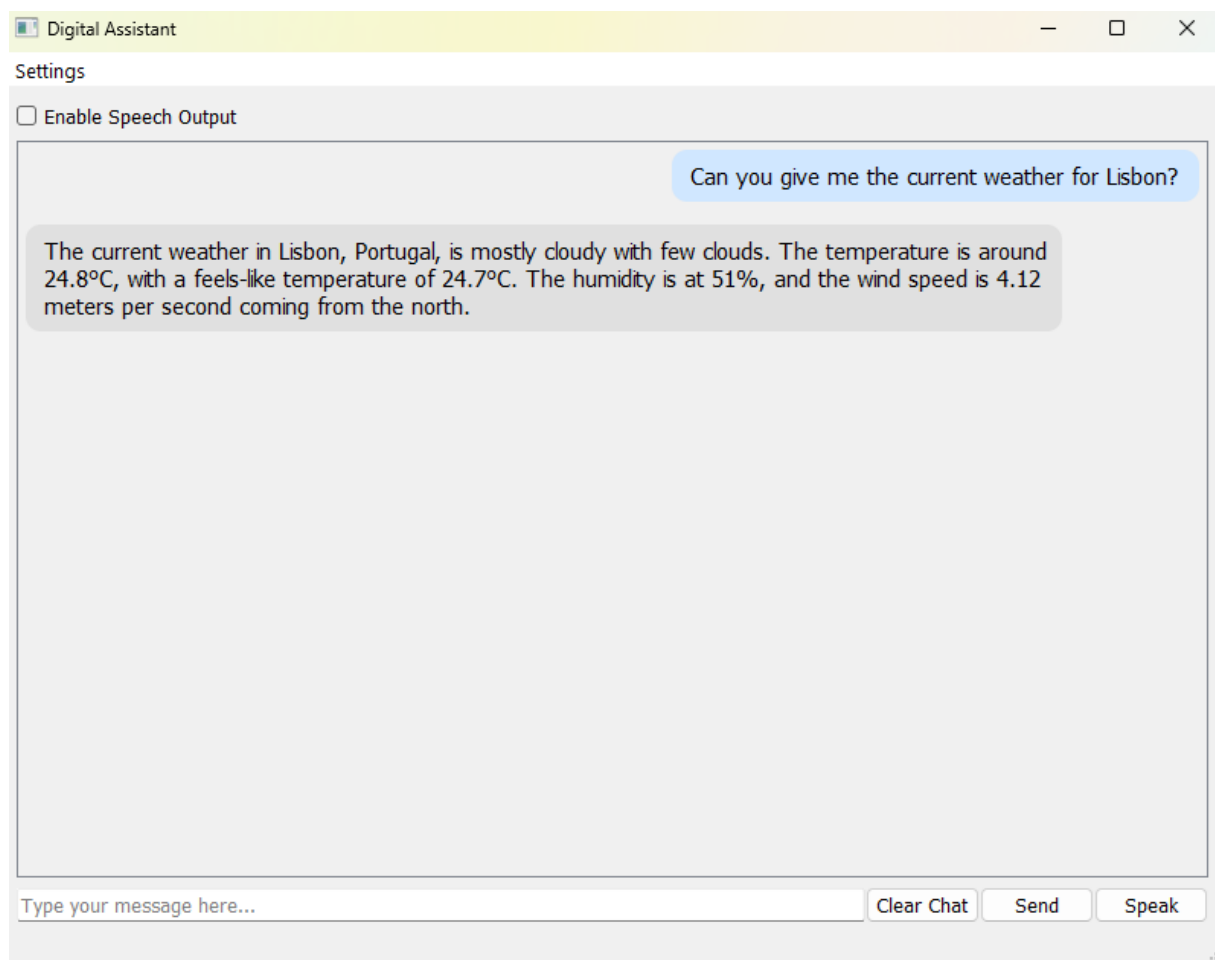 Digital Assistant
Settings
Enable Speech Output
Can you give me the current weather for Lisbon?
The current weather in Lisbon, Portugal, is mostly cloudy with few clouds. The temperature is around
24.8ºC, with a feels-like temperature of 24.7ºC. The humidity is at 51%, and the wind speed is 4.12
meters per second coming from the north.
Type your message here...
Clear Chat
Send
Speak